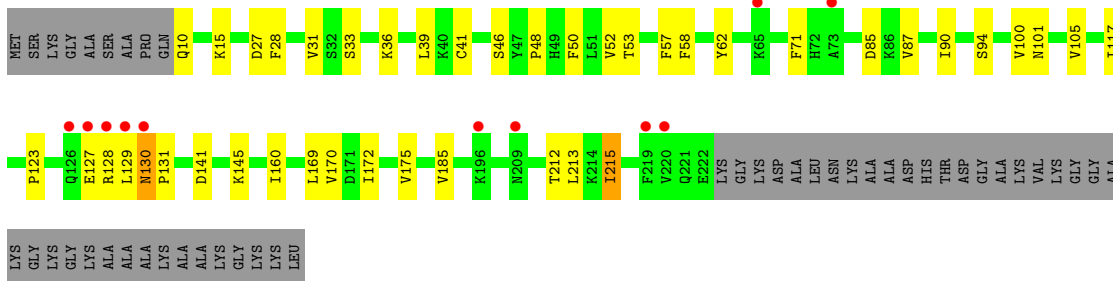 MET SER LYS GLY ALA SER ALA PRO GLN Q10 K15 D27 F28 V31 S32 S33 K36 L39 K40 C41 S46 Y47 P48 H49 F50 L51 V52 T53 F57 F58 Y62 K65 F71 H72 A73 D85 K86 V87 I90 S94 V100 N101 V105
P123 Q126 E127 R128 L129 N130 P131 D141 K145 I160 L169 V170 D171 I172 V175 V185 K196 N209 T212 L213 K214 I215 F219 V220 Q221 E222 LYS GLY LYS ASP ALA LEU ASN LYS ALA ALA ASP HIS THR ASP GLY ALA LYS VAL LYS GLY GLY ALA
LYS GLY LYS GLY LYS ALA ALA ALA LYS ALA ALA LYS GLY LYS LYS LEU